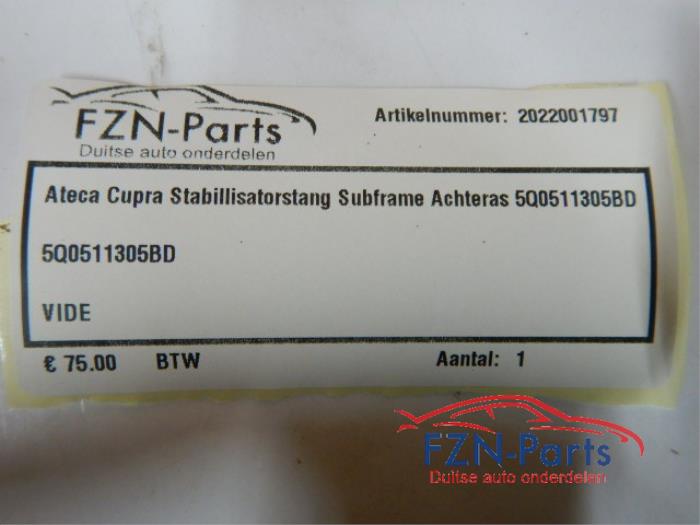 FZN-Parts
Duitse auto onderdelen
Artikelnummer: 2022001797
Ateca Cupra Stabillisatorstang Subframe Achteras 5Q0511305BD
5Q0511305BD
VIDE
€ 75.00 BTW Aantal: 1
FZN-Parts
Duitse auto onderdelen